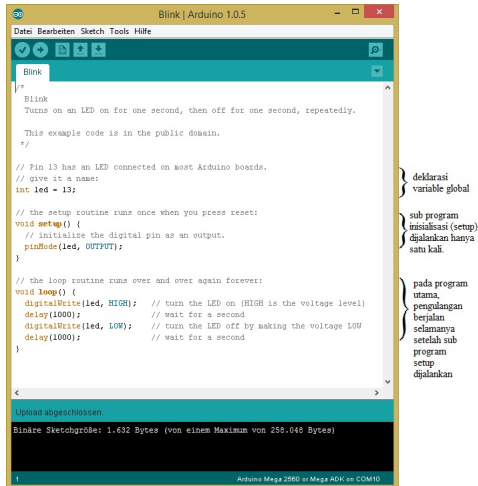 Blink | Arduino 1.0.5
Datei Bearbeiten Sketch Tools Hilfe
Blink
/*
Blink
Turns on an LED on for one second, then off for one second, repeatedly.
This example code is in the public domain.
*/
// Pin 13 has an LED connected on most Arduino boards.
// give it a name:
int led = 13;
// the setup routine runs once when you press reset:
void setup() {
// initialize the digital pin as an output.
pinMode(led, OUTPUT);
}
// the loop routine runs over and over again forever:
void loop() {
digitalWrite(led, HIGH);   // turn the LED on (HIGH is the voltage level)
delay(1000);               // wait for a second
digitalWrite(led, LOW);    // turn the LED off by making the voltage LOW
delay(1000);               // wait for a second
}
deklarasi
variable global
sub program
inisialisasi (setup)
dijalankan hanya
satu kali.
pada program
utama,
pengulangan
berjalan
selamanya
setelah sub
program
setup
dijalankan
Upload abgeschlossen.
Binäre Sketchgröße: 1.632 Bytes (von einem Maximum von 258.048 Bytes)
1
Arduino Mega 2560 or Mega ADK on COM10